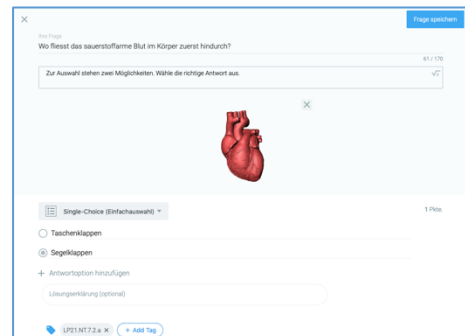 Frage speichern
Ihre Frage
Wo fliesst das sauerstoffarme Blut im Körper zuerst hindurch?
61 / 170
Zur Auswahl stehen zwei Möglichkeiten. Wähle die richtige Antwort aus.
Single-Choice (Einfachauswahl)
1 Pkte.
Taschenklappen
Segelklappen
+ Antwortoption hinzufügen
Lösungserklärung (optional)
LP21.NT.7.2.a ×
+ Add Tag